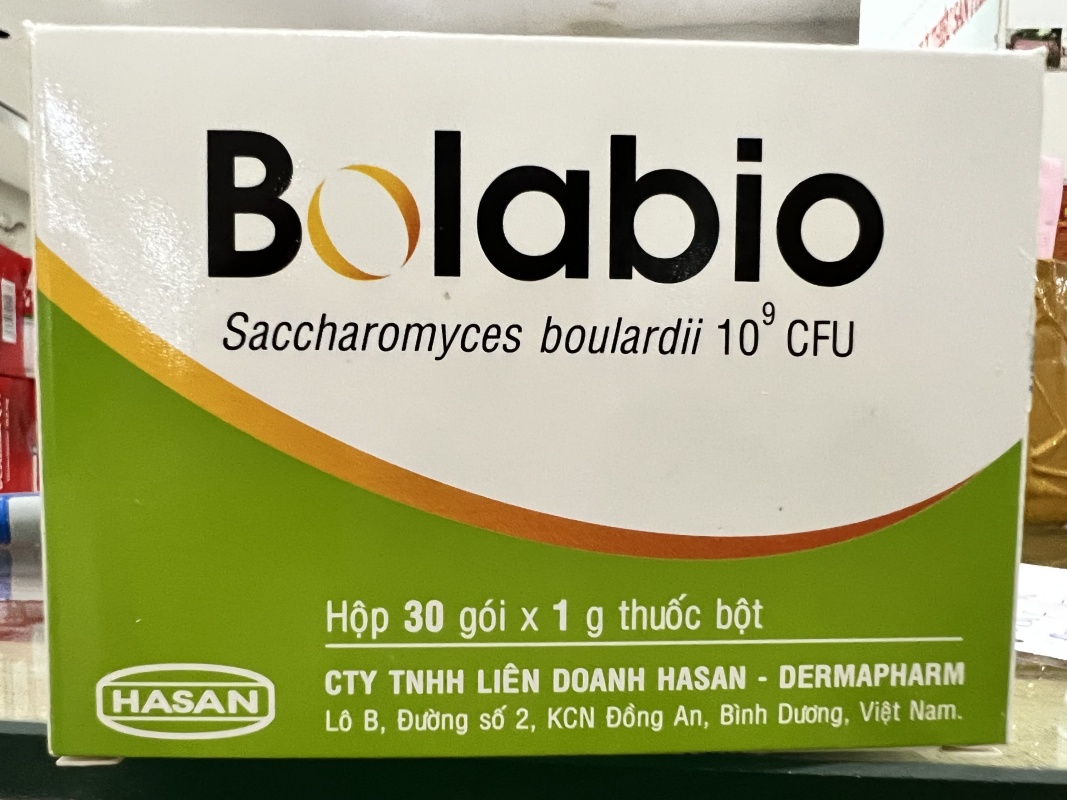 Bolabio
Saccharomyces boulardii 10⁹ CFU
Hộp 30 gói x 1 g thuốc bột
CTY TNHH LIÊN DOANH HASAN - DERMAPHARM
HASAN
Lô B, Đường số 2, KCN Đồng An, Bình Dương, Việt Nam.